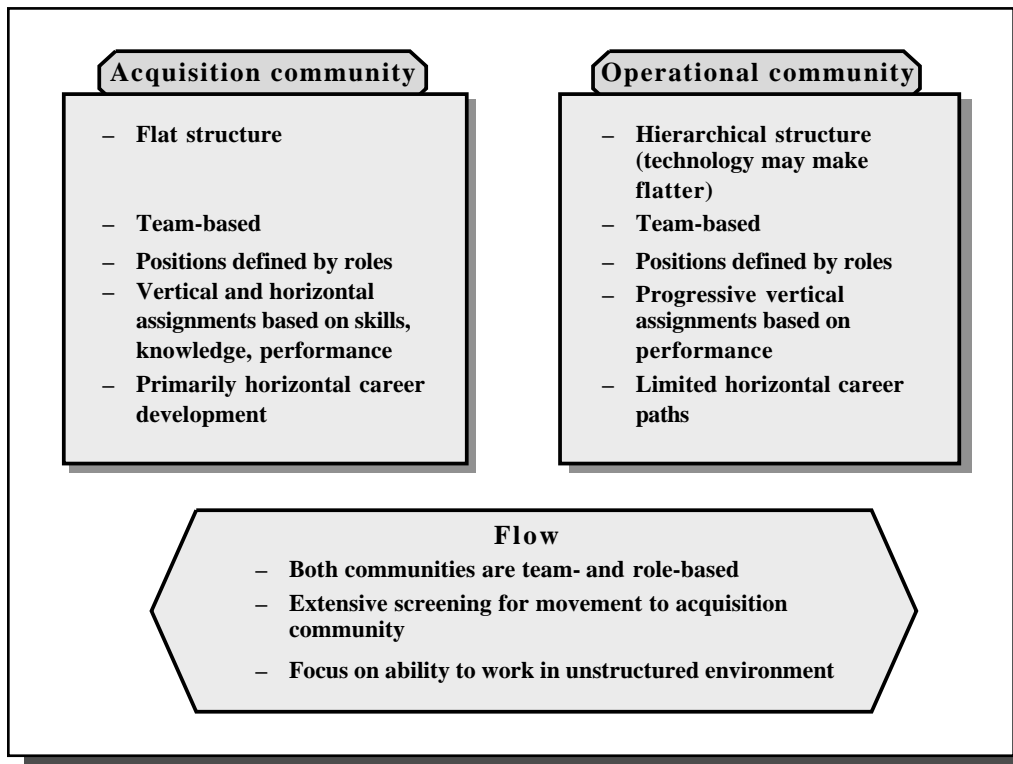 Acquisition community
– Flat structure
– Team-based
– Positions defined by roles
– Vertical and horizontal
assignments based on skills,
knowledge, performance
– Primarily horizontal career
development
Operational community
– Hierarchical structure
(technology may make
flatter)
– Team-based
– Positions defined by roles
– Progressive vertical
assignments based on
performance
– Limited horizontal career
paths
Flow
– Both communities are team- and role-based
– Extensive screening for movement to acquisition
community
– Focus on ability to work in unstructured environment